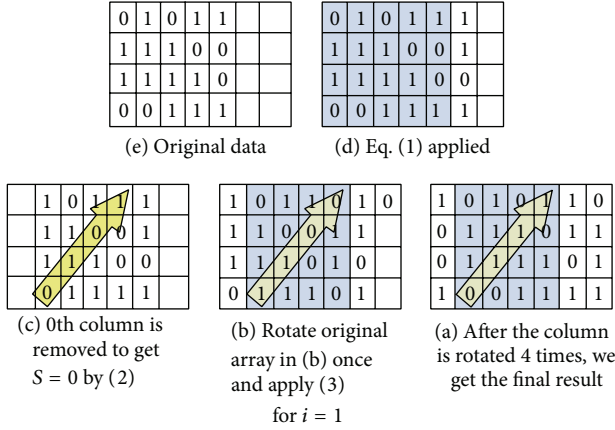 0 1 0 1 1
1 1 1 0 0
1 1 1 1 0
0 0 1 1 1
(e) Original data
0 1 0 1 1 1
1 1 1 0 0 1
1 1 1 1 0 0
0 0 1 1 1 1
(d) Eq. (1) applied
1 0 1 1 1
1 1 0 0 1
1 1 1 0 0
0 1 1 1 1
(c) 0th column is
removed to get
S = 0 by (2)
1 0 1 1 0 1 0
1 1 0 0 1 1
1 1 1 0 1 0
0 1 1 1 0 1
(b) Rotate original
array in (b) once
and apply (3)
for i = 1
1 0 1 0 1 1 0
0 1 1 1 0 1 1
0 1 1 1 1 0 1
1 0 0 1 1 1 1
(a) After the column
is rotated 4 times, we
get the final result